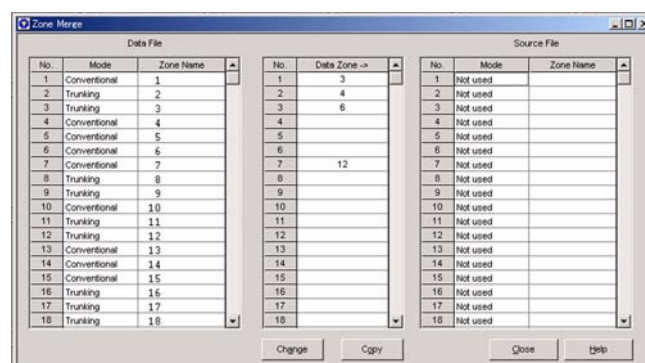 Zone Merge
Data File
Source File
No. Mode Zone Name No. Data Zone -> No. Mode Zone Name
1 Conventional 1 1 3 1 Not used
2 Trunking 2 2 4 2 Not used
3 Trunking 3 3 6 3 Not used
4 Conventional 4 4 4 Not used
5 Conventional 5 5 5 Not used
6 Conventional 6 6 6 Not used
7 Conventional 7 7 12 7 Not used
8 Trunking 8 8 8 Not used
9 Trunking 9 9 9 Not used
10 Conventional 10 10 10 Not used
11 Trunking 11 11 11 Not used
12 Trunking 12 12 12 Not used
13 Conventional 13 13 13 Not used
14 Conventional 14 14 14 Not used
15 Conventional 15 15 15 Not used
16 Trunking 16 16 16 Not used
17 Trunking 17 17 17 Not used
18 Trunking 18 18 18 Not used
Change Copy Close Help